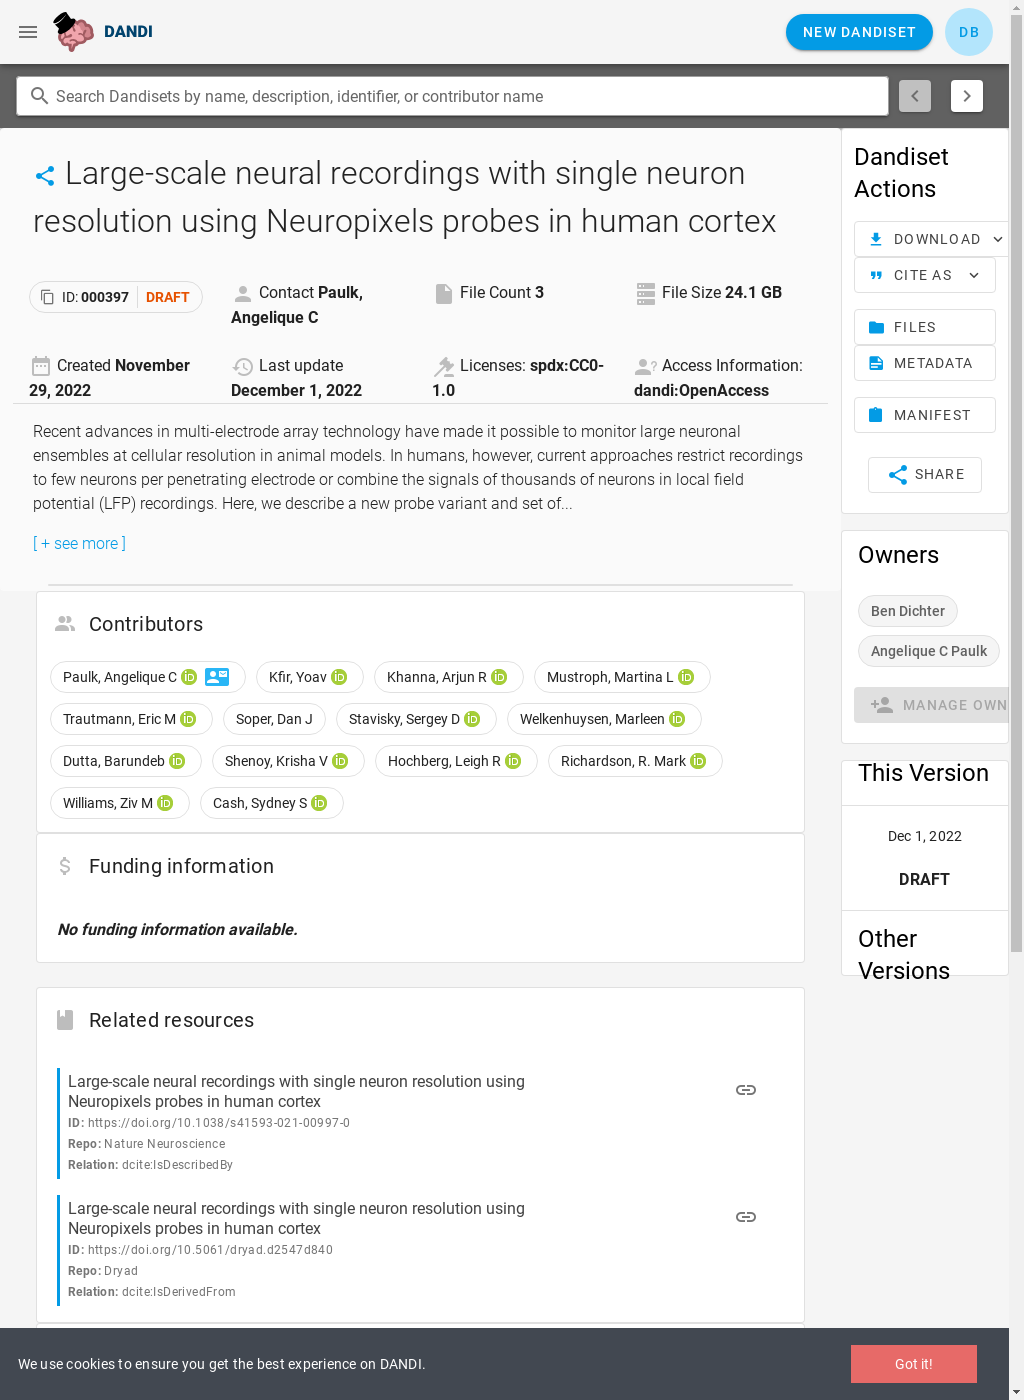 DANDI
NEW DANDISET
DB
Search Dandisets by name, description, identifier, or contributor name
Large-scale neural recordings with single neuron
resolution using Neuropixels probes in human cortex
ID: 000397 DRAFT
Contact Paulk,
Angelique C
File Count 3
File Size 24.1 GB
Created November
29, 2022
Last update
December 1, 2022
Licenses: spdx:CC0-
1.0
Access Information:
dandi:OpenAccess
Recent advances in multi-electrode array technology have made it possible to monitor large neuronal
ensembles at cellular resolution in animal models. In humans, however, current approaches restrict recordings
to few neurons per penetrating electrode or combine the signals of thousands of neurons in local field
potential (LFP) recordings. Here, we describe a new probe variant and set of...
[ + see more ]
Contributors
Paulk, Angelique C iD
Kfir, Yoav iD
Khanna, Arjun R iD
Mustroph, Martina L iD
Trautmann, Eric M iD
Soper, Dan J
Stavisky, Sergey D iD
Welkenhuysen, Marleen iD
Dutta, Barundeb iD
Shenoy, Krisha V iD
Hochberg, Leigh R iD
Richardson, R. Mark iD
Williams, Ziv M iD
Cash, Sydney S iD
Funding information
No funding information available.
Related resources
Large-scale neural recordings with single neuron resolution using
Neuropixels probes in human cortex
ID: https://doi.org/10.1038/s41593-021-00997-0
Repo: Nature Neuroscience
Relation: dcite:IsDescribedBy
Large-scale neural recordings with single neuron resolution using
Neuropixels probes in human cortex
ID: https://doi.org/10.5061/dryad.d2547d840
Repo: Dryad
Relation: dcite:IsDerivedFrom
Dandiset
Actions
DOWNLOAD
CITE AS
FILES
METADATA
MANIFEST
SHARE
Owners
Ben Dichter
Angelique C Paulk
MANAGE OWN
This Version
Dec 1, 2022
DRAFT
Other
Versions
We use cookies to ensure you get the best experience on DANDI.
Got it!